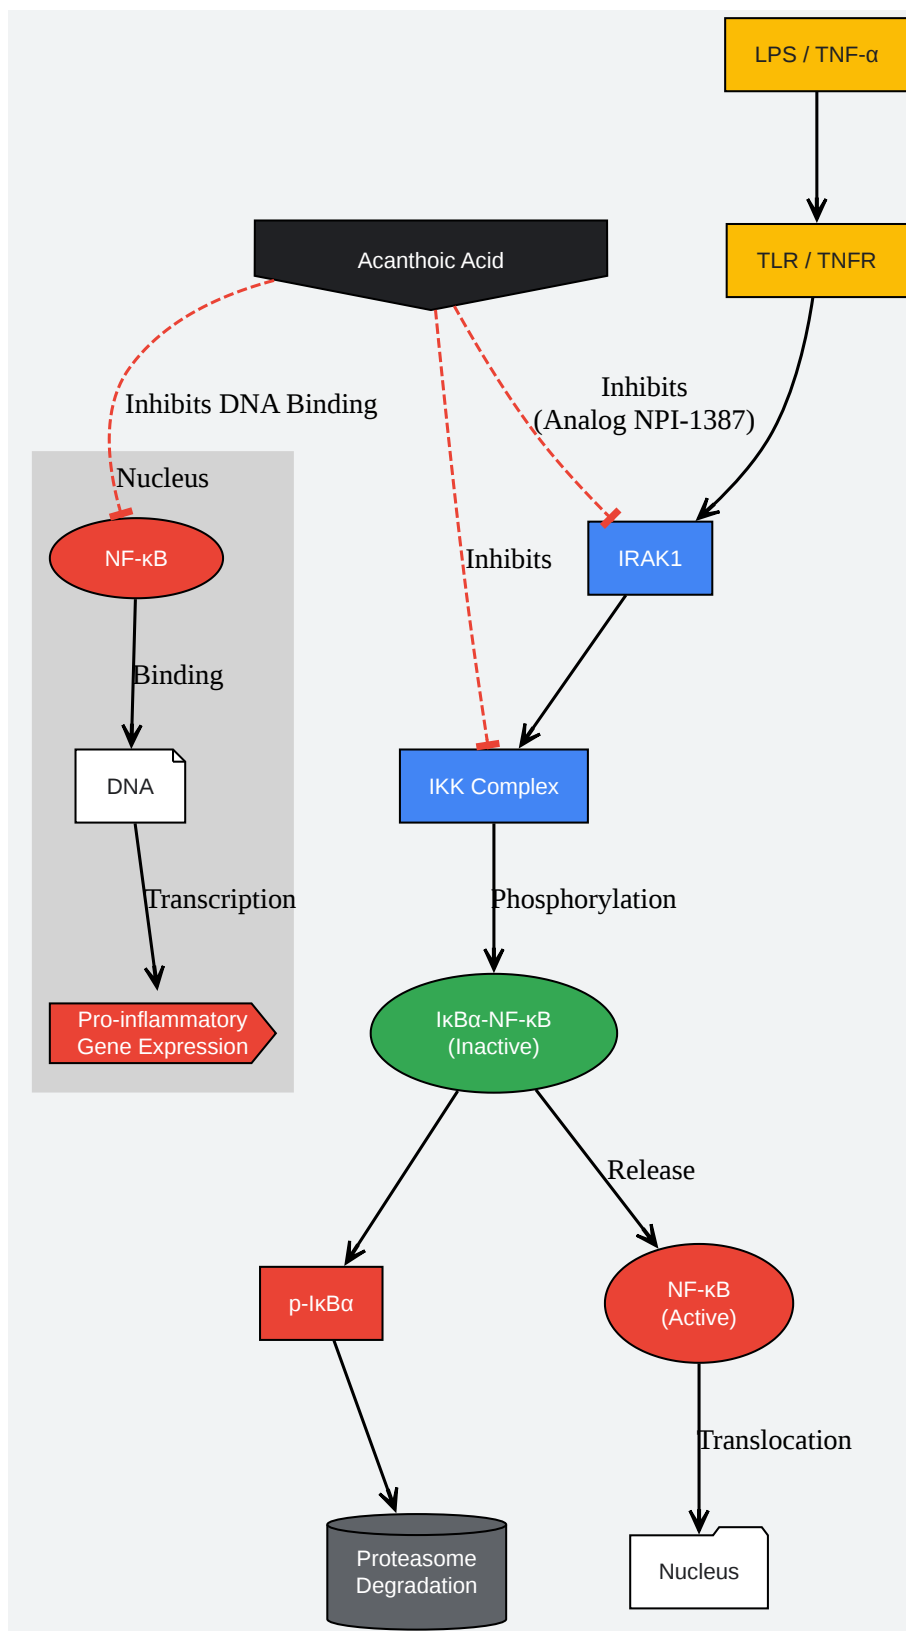 LPS / TNF-α
TLR / TNFR
Acanthoic Acid
Inhibits
(Analog NPI-1387)
Inhibits DNA Binding
Nucleus
NF-κB
Inhibits
IRAK1
Binding
DNA
IKK Complex
Transcription
Phosphorylation
Pro-inflammatory
Gene Expression
IκBα-NF-κB
(Inactive)
Release
p-IκBα
NF-κB
(Active)
Translocation
Proteasome
Degradation
Nucleus